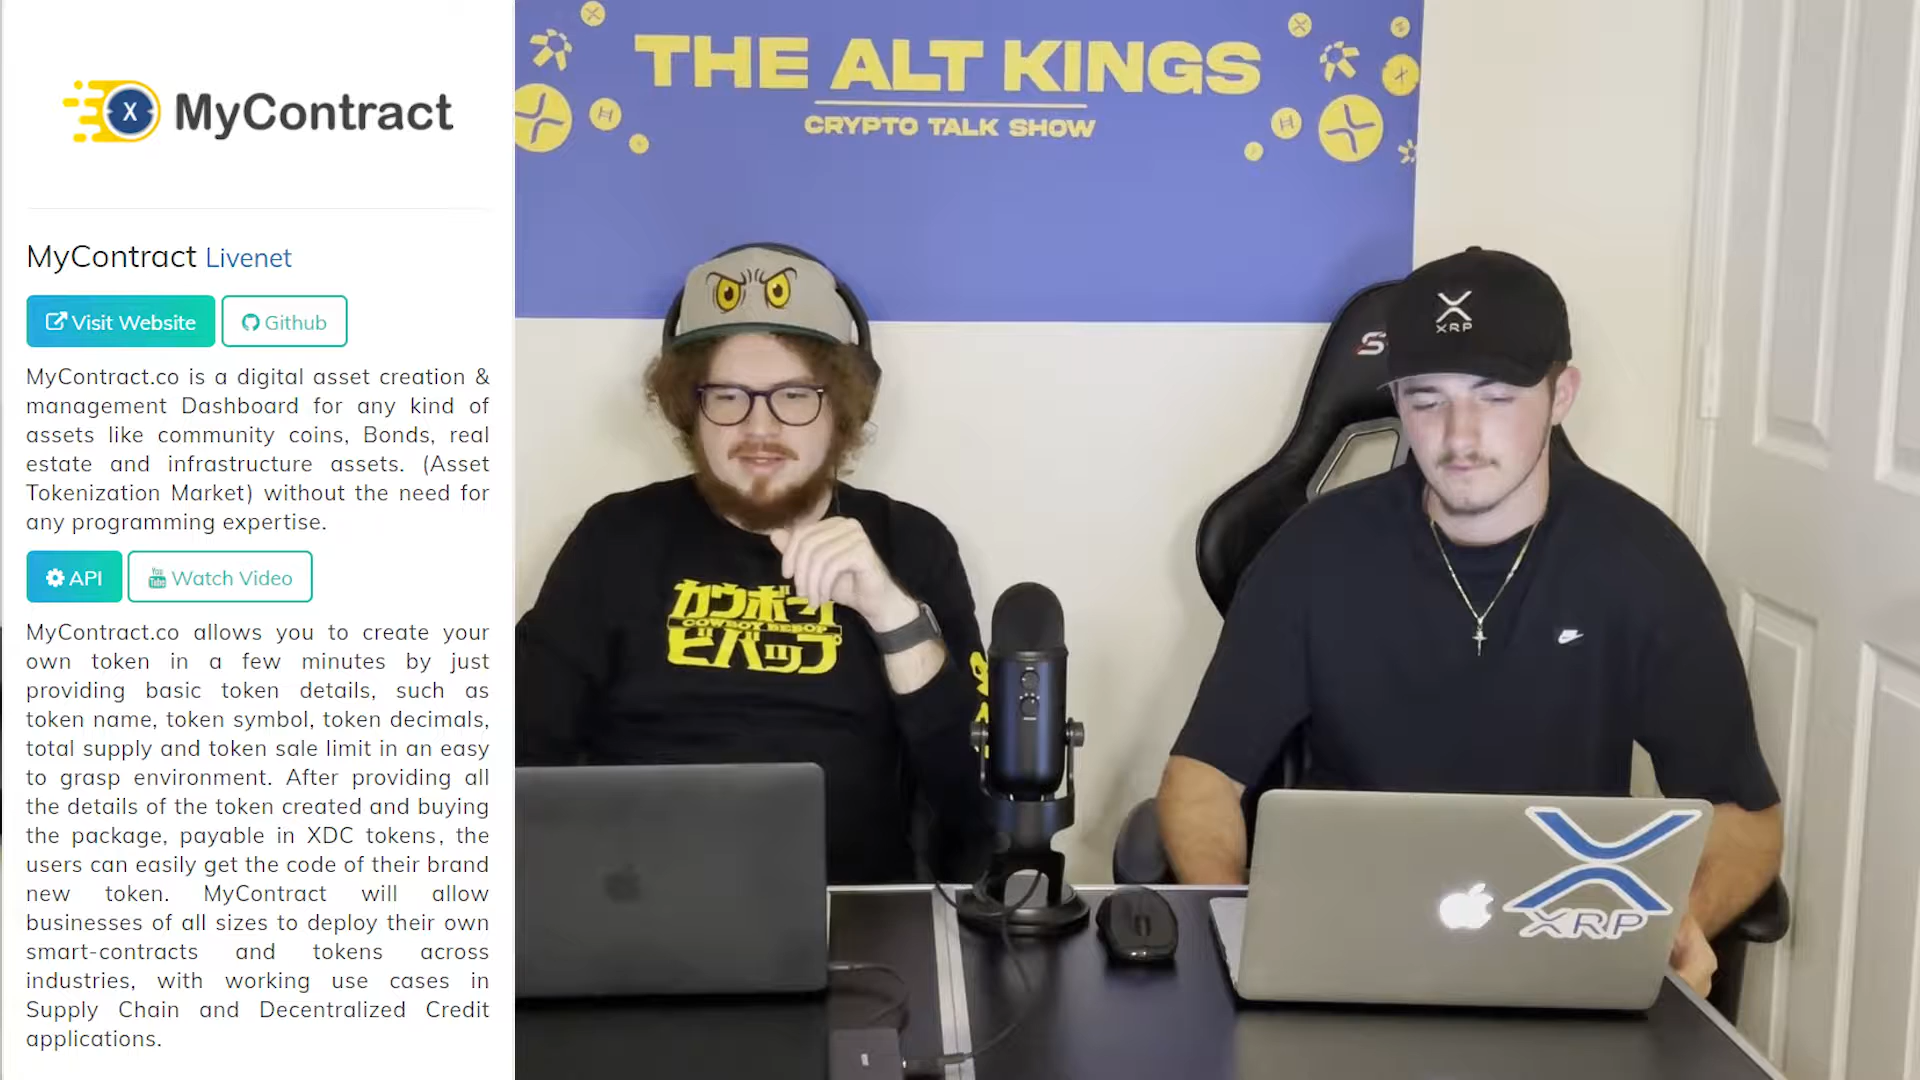 MyContract
MyContract Livenet
Visit Website
Github
MyContract.co is a digital asset creation &
management Dashboard for any kind of
assets like community coins, Bonds, real
estate and infrastructure assets. (Asset
Tokenization Market) without the need for
any programming expertise.
API
Watch Video
MyContract.co allows you to create your
own token in a few minutes by just
providing basic token details, such as
token name, token symbol, token decimals,
total supply and token sale limit in an easy
to grasp environment. After providing all
the details of the token created and buying
the package, payable in XDC tokens, the
users can easily get the code of their brand
new token. MyContract will allow
businesses of all sizes to deploy their own
smart-contracts and tokens across
industries, with working use cases in
Supply Chain and Decentralized Credit
applications.
THE ALT KINGS
CRYPTO TALK SHOW
XRP
カウボーイ
COWBOY BEBOP
ビバップ
XRP